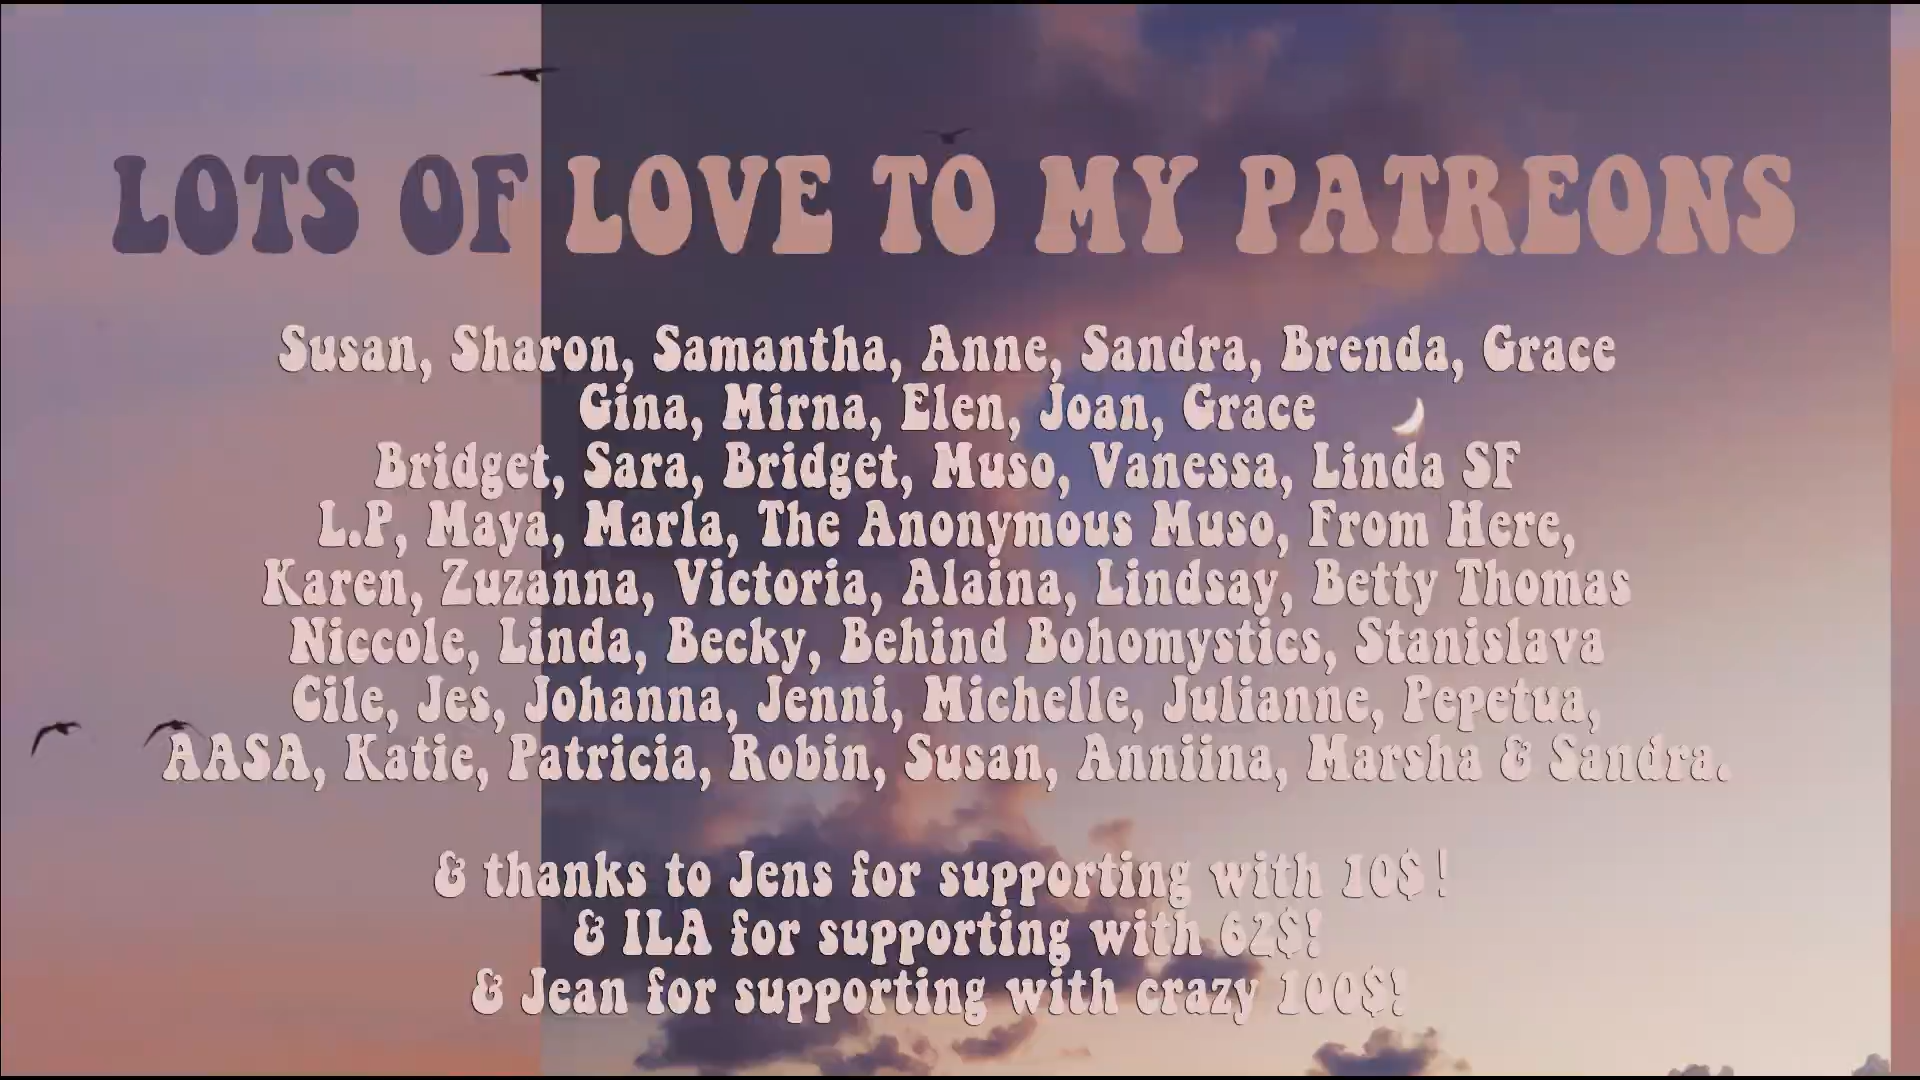 LOTS OF LOVE TO MY PATREONS
Susan, Sharon, Samantha, Anne, Sandra, Brenda, Grace
Gina, Mirna, Elen, Joan, Grace
Bridget, Sara, Bridget, Muso, Vanessa, Linda SF
L.P, Maya, Marla, The Anonymous Muso, From Here,
Karen, Zuzanna, Victoria, Alaina, Lindsay, Betty Thomas
Niccole, Linda, Becky, Behind Bohomystics, Stanislava
Cile, Jes, Johanna, Jenni, Michelle, Julianne, Pepetua,
AASA, Katie, Patricia, Robin, Susan, Anniina, Marsha & Sandra.
& thanks to Jens for supporting with 10$ !
& ILA for supporting with 62$!
& Jean for supporting with crazy 100$!